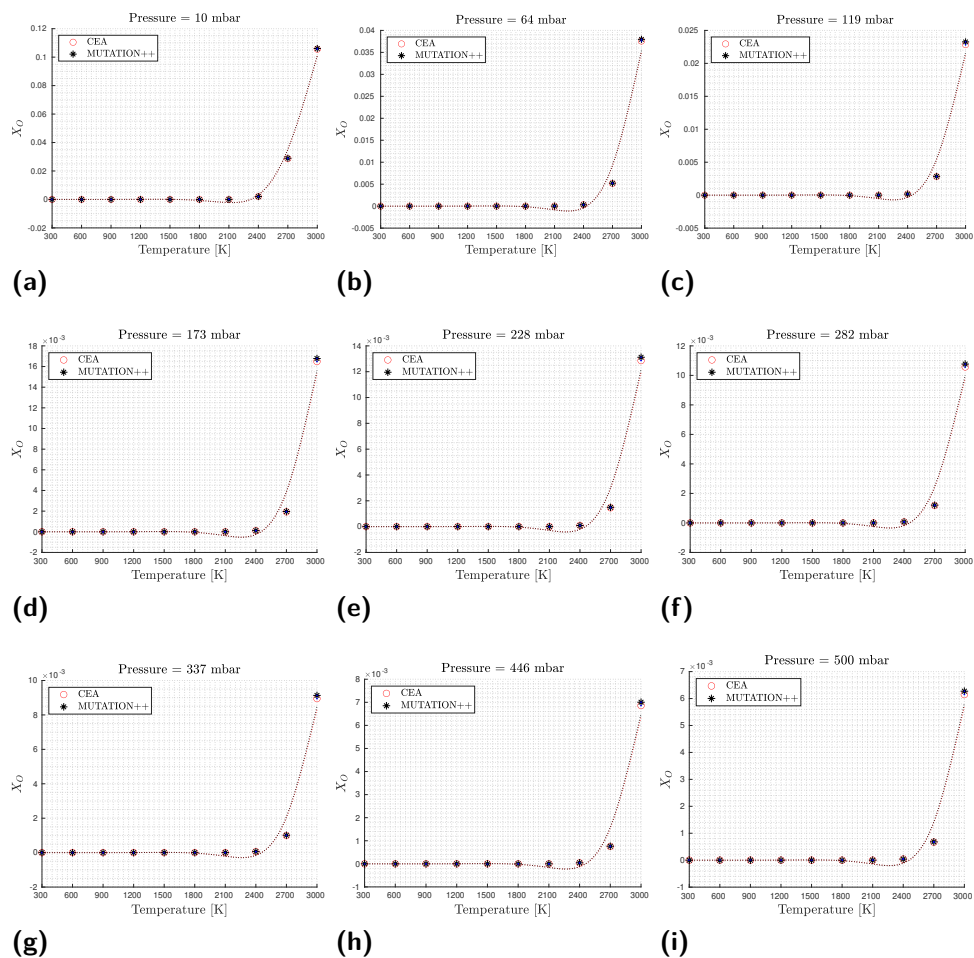 Pressure = 10 mbar
CEA
MUTATION++
0.12
0.1
0.08
0.06
0.04
0.02
0
-0.02
X_O
300 600 900 1200 1500 1800 2100 2400 2700 3000
Temperature [K]
(a)
Pressure = 64 mbar
CEA
MUTATION++
0.04
0.035
0.03
0.025
0.02
0.015
0.01
0.005
0
-0.005
X_O
300 600 900 1200 1500 1800 2100 2400 2700 3000
Temperature [K]
(b)
Pressure = 119 mbar
CEA
MUTATION++
0.025
0.02
0.015
0.01
0.005
0
-0.005
X_O
300 600 900 1200 1500 1800 2100 2400 2700 3000
Temperature [K]
(c)
Pressure = 173 mbar
×10⁻³
CEA
MUTATION++
18
16
14
12
10
8
6
4
2
0
-2
X_O
300 600 900 1200 1500 1800 2100 2400 2700 3000
Temperature [K]
(d)
Pressure = 228 mbar
×10⁻³
CEA
MUTATION++
14
12
10
8
6
4
2
0
-2
X_O
300 600 900 1200 1500 1800 2100 2400 2700 3000
Temperature [K]
(e)
Pressure = 282 mbar
×10⁻³
CEA
MUTATION++
12
10
8
6
4
2
0
-2
X_O
300 600 900 1200 1500 1800 2100 2400 2700 3000
Temperature [K]
(f)
Pressure = 337 mbar
×10⁻³
CEA
MUTATION++
10
8
6
4
2
0
-2
X_O
300 600 900 1200 1500 1800 2100 2400 2700 3000
Temperature [K]
(g)
Pressure = 446 mbar
×10⁻³
CEA
MUTATION++
8
7
6
5
4
3
2
1
0
-1
X_O
300 600 900 1200 1500 1800 2100 2400 2700 3000
Temperature [K]
(h)
Pressure = 500 mbar
×10⁻³
CEA
MUTATION++
7
6
5
4
3
2
1
0
-1
X_O
300 600 900 1200 1500 1800 2100 2400 2700 3000
Temperature [K]
(i)